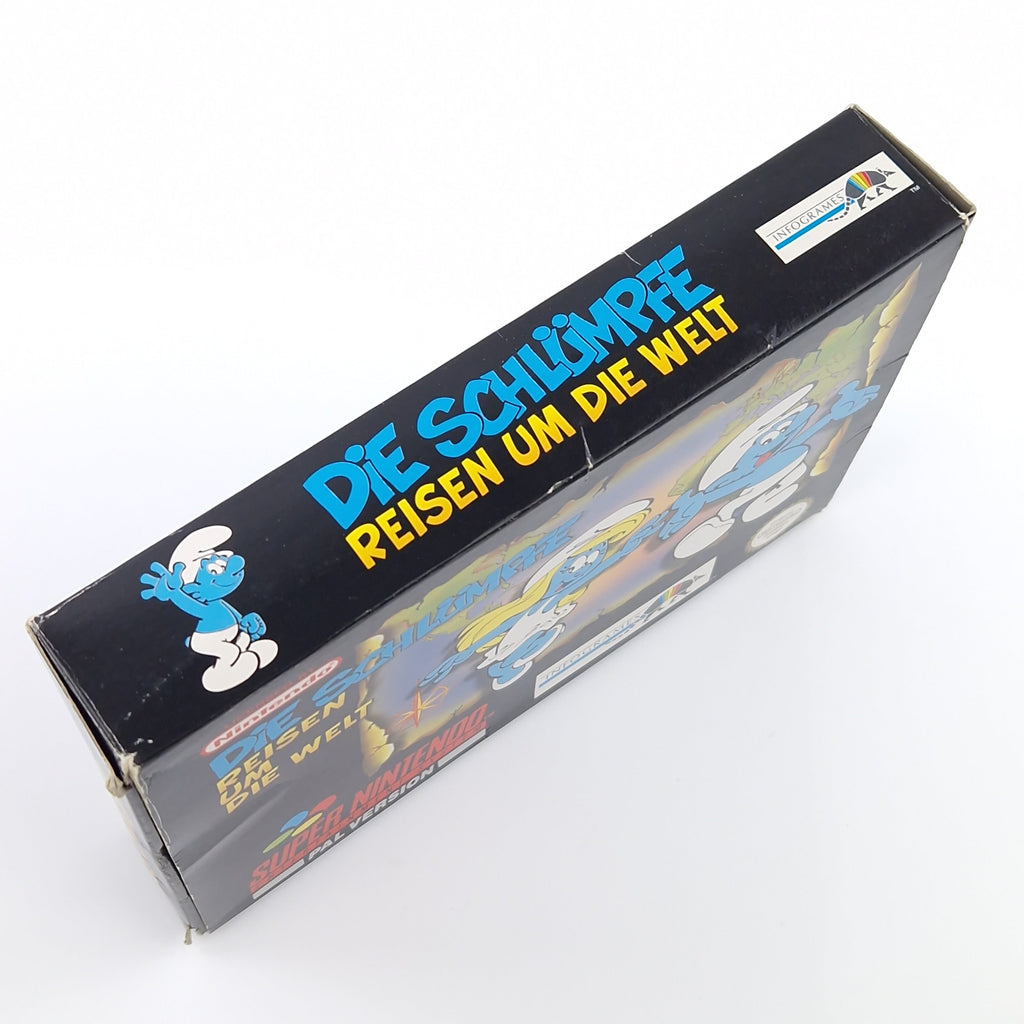 INFOGRAMES
TM
DIE SCHLÜMPFE
REISEN UM DIE WELT
Nintendo
DIE SCHLÜMPFE
REISEN
UM
DIE WELT
INFOGRAMES
SUPER NINTENDO
PAL VERSION